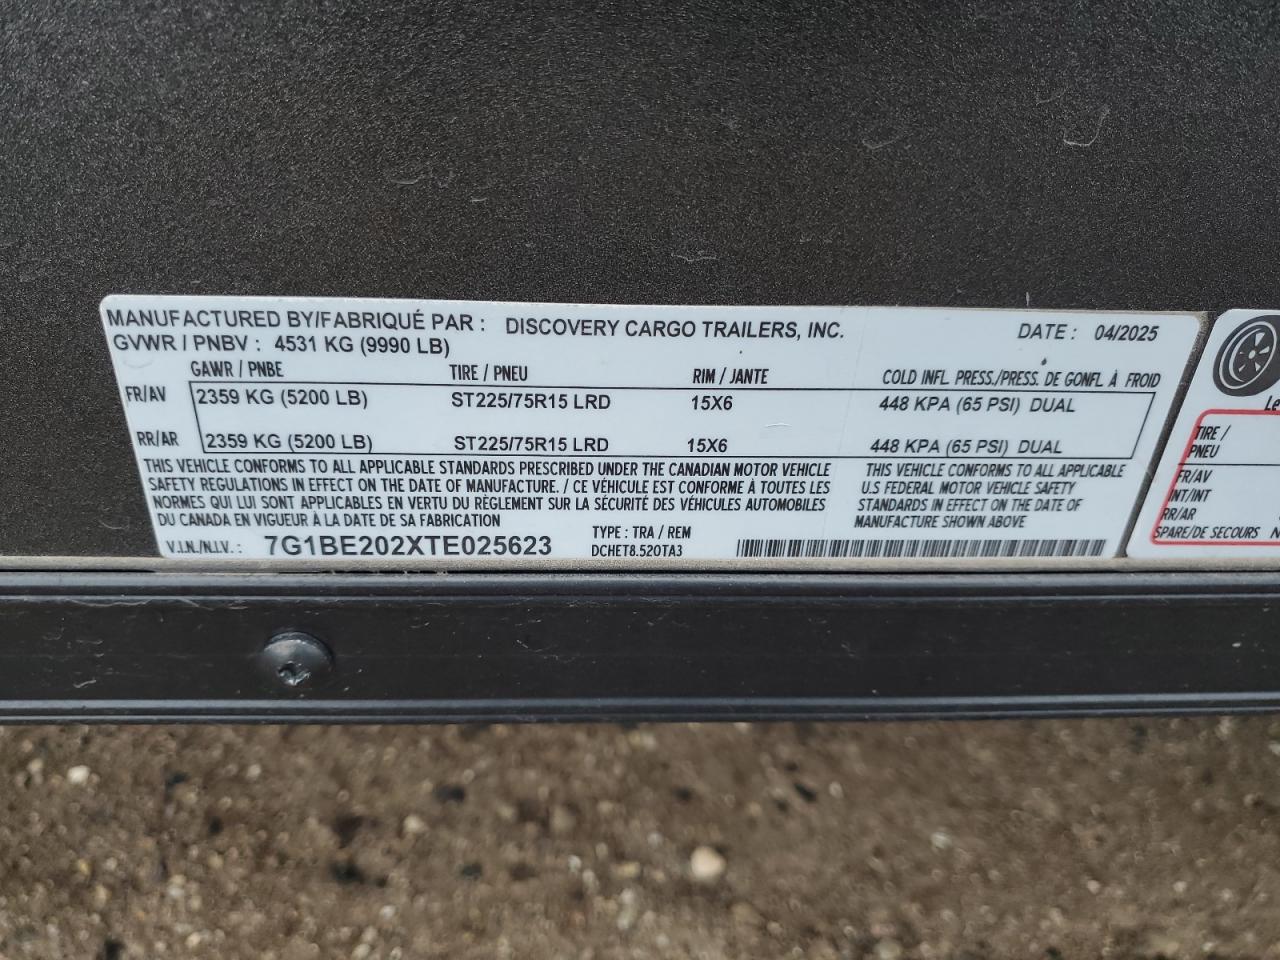 MANUFACTURED BY/FABRIQUÉ PAR : DISCOVERY CARGO TRAILERS, INC. DATE : 04/2025
GVWR / PNBV : 4531 KG (9990 LB)
GAWR / PNBE TIRE / PNEU RIM / JANTE COLD INFL. PRESS./PRESS. DE GONFL À FROID
FR/AV 2359 KG (5200 LB) ST225/75R15 LRD 15X6 448 KPA (65 PSI) DUAL
RR/AR 2359 KG (5200 LB) ST225/75R15 LRD 15X6 448 KPA (65 PSI) DUAL
THIS VEHICLE CONFORMS TO ALL APPLICABLE STANDARDS PRESCRIBED UNDER THE CANADIAN MOTOR VEHICLE
SAFETY REGULATIONS IN EFFECT ON THE DATE OF MANUFACTURE. / CE VÉHICULE EST CONFORME À TOUTES LES
NORMES QUI LUI SONT APPLICABLES EN VERTU DU RÈGLEMENT SUR LA SÉCURITÉ DES VÉHICULES AUTOMOBILES
DU CANADA EN VIGUEUR À LA DATE DE SA FABRICATION
THIS VEHICLE CONFORMS TO ALL APPLICABLE
U.S FEDERAL MOTOR VEHICLE SAFETY
STANDARDS IN EFFECT ON THE DATE OF
MANUFACTURE SHOWN ABOVE
V.I.N./N.I.V. : 7G1BE202XTE025623
TYPE : TRA / REM
DCHET8.520TA3
Le
TIRE /
PNEU
FR/AV
INT/INT
RR/AR
SPARE/DE SECOURS N